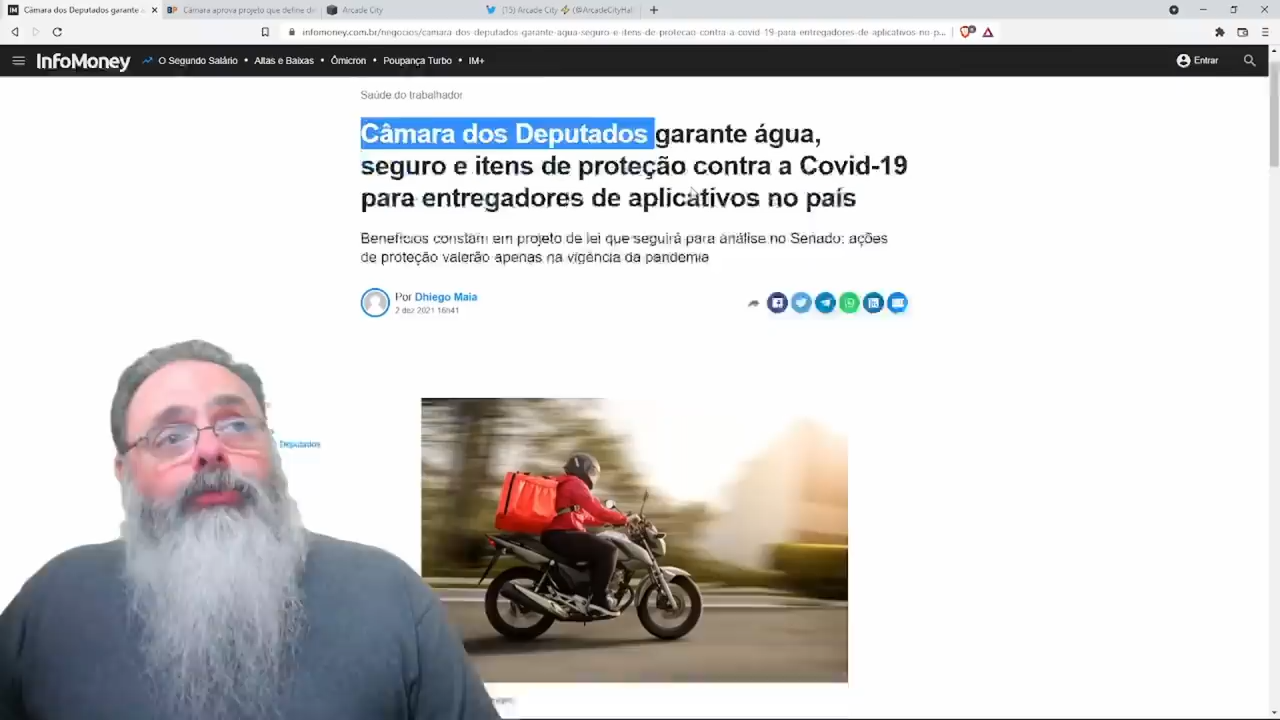 Câmara dos Deputados garante a
Câmara aprova projeto que define di
Arcade City
(15) Arcade City ⚡ (@ArcadeCityHal
infomoney.com.br/negocios/camara-dos-deputados-garante-agua-seguro-e-itens-de-protecao-contra-a-covid-19-para-entregadores-de-aplicativos-no-p...
InfoMoney
O Segundo Salário • Altas e Baixas • Ômicron • Poupança Turbo • IM+
Entrar
Saúde do trabalhador
Câmara dos Deputados garante água,
seguro e itens de proteção contra a Covid-19
para entregadores de aplicativos no país
Benefícios constam em projeto de lei que seguirá para análise no Senado: ações
de proteção valerão apenas na vigência da pandemia
Por Dhiego Maia
2 dez 2021 16h41
Deputados